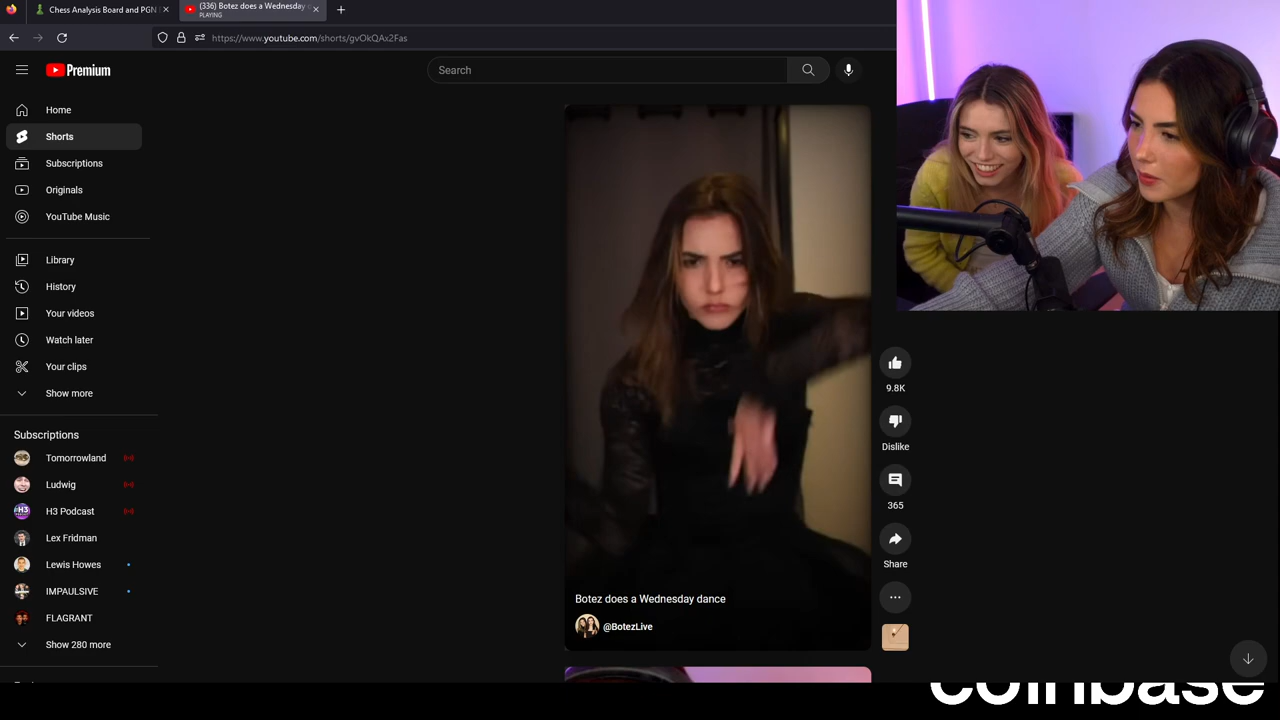 Chess Analysis Board and PGN
(336) Botez does a Wednesday
PLAYING
https://www.youtube.com/shorts/gvOkQAx2Fas
Premium
Search
Home
Shorts
Subscriptions
Originals
YouTube Music
Library
History
Your videos
Watch later
Your clips
Show more
Subscriptions
Tomorrowland
Ludwig
H3 Podcast
Lex Fridman
Lewis Howes
IMPAULSIVE
FLAGRANT
Show 280 more
H3
9.8K
Dislike
365
Share
Botez does a Wednesday dance
@BotezLive
coinbase